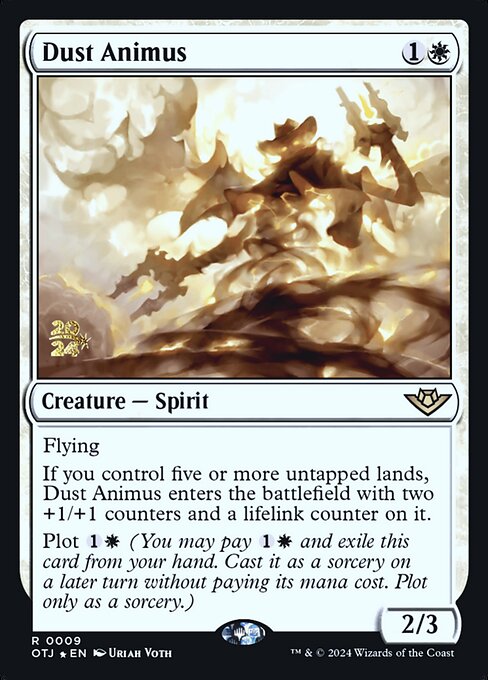 Dust Animus 1
2024
Creature — Spirit
Flying
If you control five or more untapped lands,
Dust Animus enters the battlefield with two
+1/+1 counters and a lifelink counter on it.
Plot 1 (You may pay 1 and exile this
card from your hand. Cast it as a sorcery on
a later turn without paying its mana cost. Plot
only as a sorcery.)
2/3
R 0009
OTJ ★ EN Uriah Voth
™ & © 2024 Wizards of the Coast